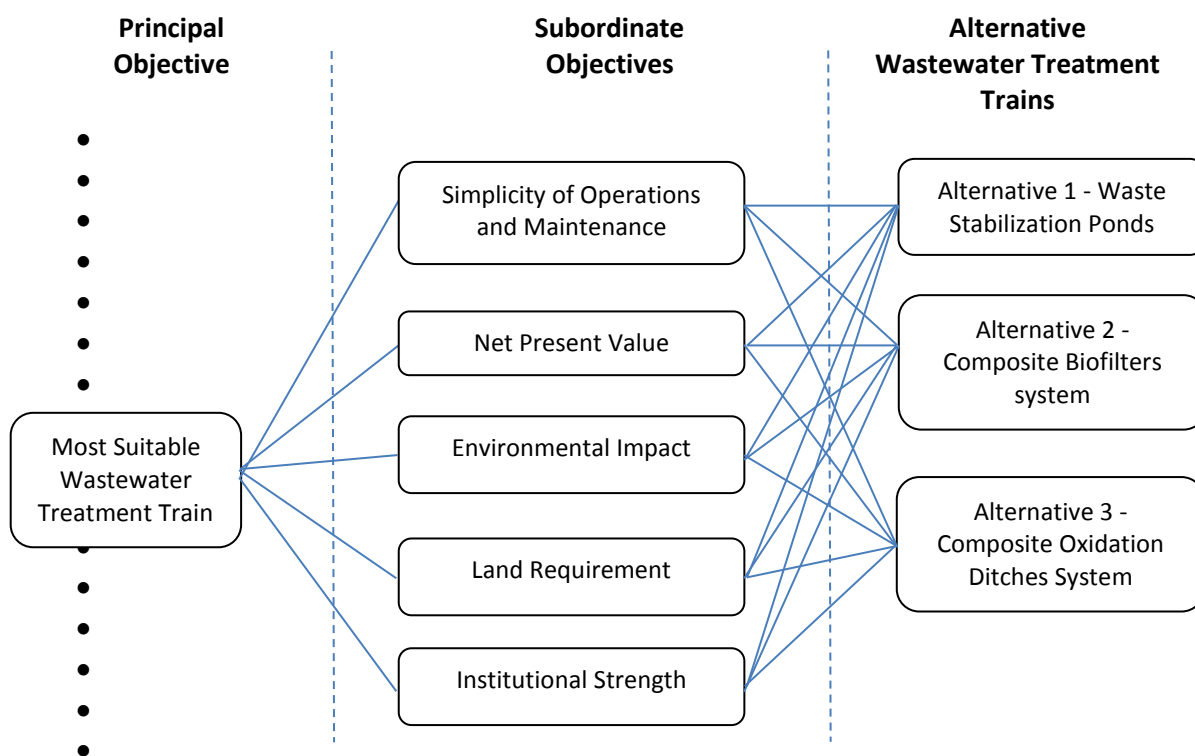 Principal
Objective
Subordinate
Objectives
Alternative
Wastewater Treatment
Trains
Most Suitable
Wastewater
Treatment Train
Simplicity of Operations
and Maintenance
Net Present Value
Environmental Impact
Land Requirement
Institutional Strength
Alternative 1 - Waste
Stabilization Ponds
Alternative 2 -
Composite Biofilters
system
Alternative 3 -
Composite Oxidation
Ditches System